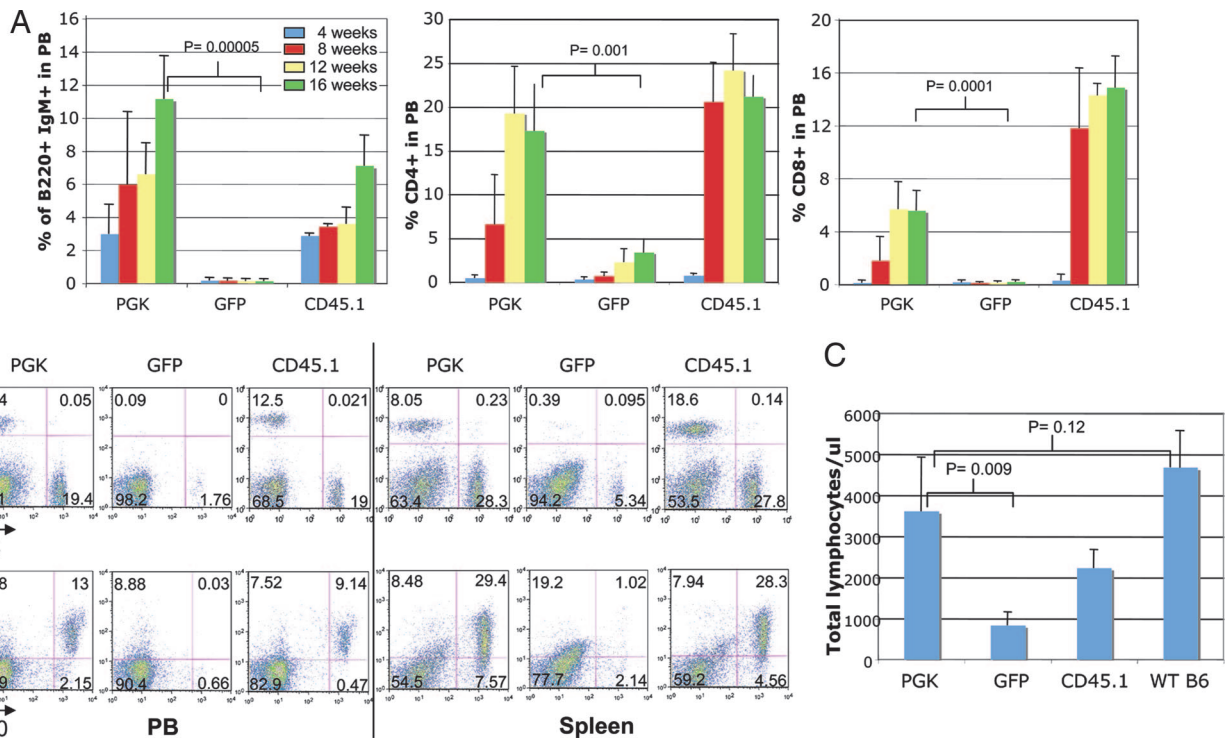 A
% of B220+ IgM+ in PB
16
14
12
10
8
6
4
2
0
P= 0.00005
4 weeks
8 weeks
12 weeks
16 weeks
PGK GFP CD45.1
% CD4+ in PB
30
25
20
15
10
5
0
P= 0.001
PGK GFP CD45.1
% CD8+ in PB
20
16
12
8
4
0
P= 0.0001
PGK GFP CD45.1
PGK GFP CD45.1 PGK GFP CD45.1
4 0.05 0.09 0 12.5 0.021 8.05 0.23 0.39 0.095 18.6 0.14
1 19.4 98.2 1.76 68.5 19 63.4 28.3 94.2 5.34 53.5 27.8
8 13 8.88 0.03 7.52 9.14 8.48 29.4 19.2 1.02 7.94 28.3
9 2.15 90.4 0.66 82.9 0.47 54.5 7.57 77.7 2.14 59.2 4.56
0 PB Spleen
C
Total lymphocytes/ul
6000
5000
4000
3000
2000
1000
0
P= 0.12
P= 0.009
PGK GFP CD45.1 WT B6